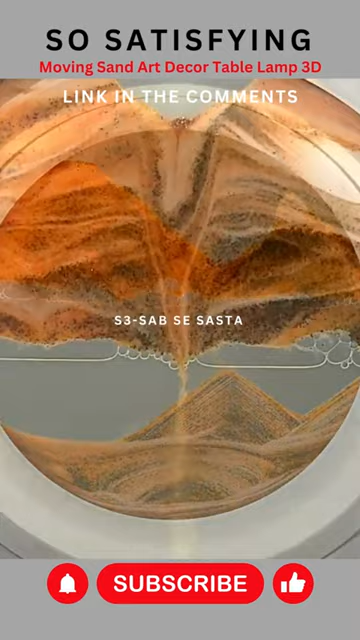 SO SATISFYING
Moving Sand Art Decor Table Lamp 3D
LINK IN THE COMMENTS
S3-SAB SE SASTA
SUBSCRIBE